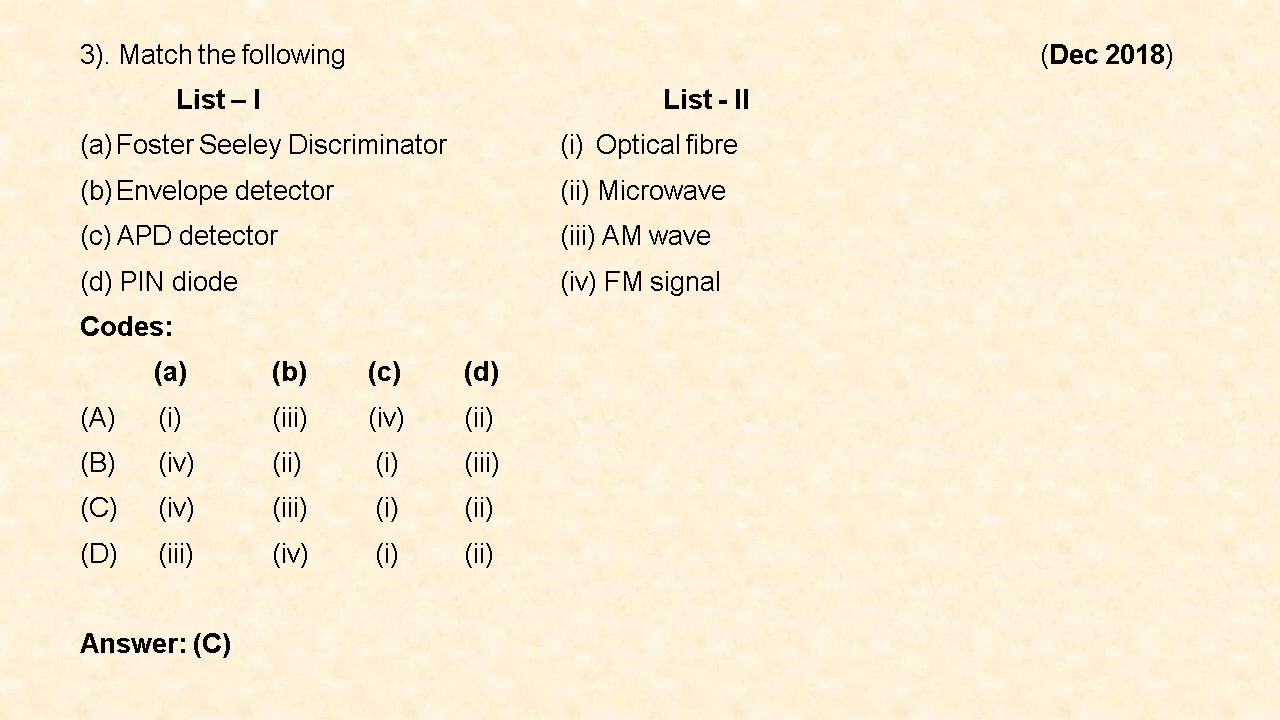 3). Match the following (Dec 2018)
List – I List - II
(a) Foster Seeley Discriminator (i) Optical fibre
(b) Envelope detector (ii) Microwave
(c) APD detector (iii) AM wave
(d) PIN diode (iv) FM signal
Codes:
(a) (b) (c) (d)
(A) (i) (iii) (iv) (ii)
(B) (iv) (ii) (i) (iii)
(C) (iv) (iii) (i) (ii)
(D) (iii) (iv) (i) (ii)
Answer: (C)